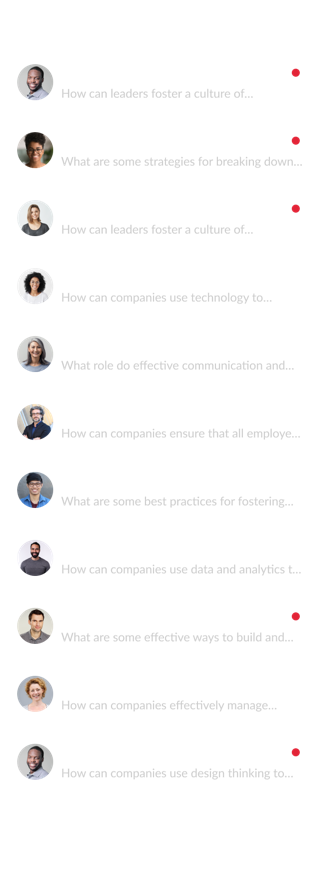 How can leaders foster a culture of...
What are some strategies for breaking down...
How can leaders foster a culture of...
How can companies use technology to...
What role do effective communication and...
How can companies ensure that all employe...
What are some best practices for fostering...
How can companies use data and analytics t...
What are some effective ways to build and...
How can companies effectively manage...
How can companies use design thinking to...